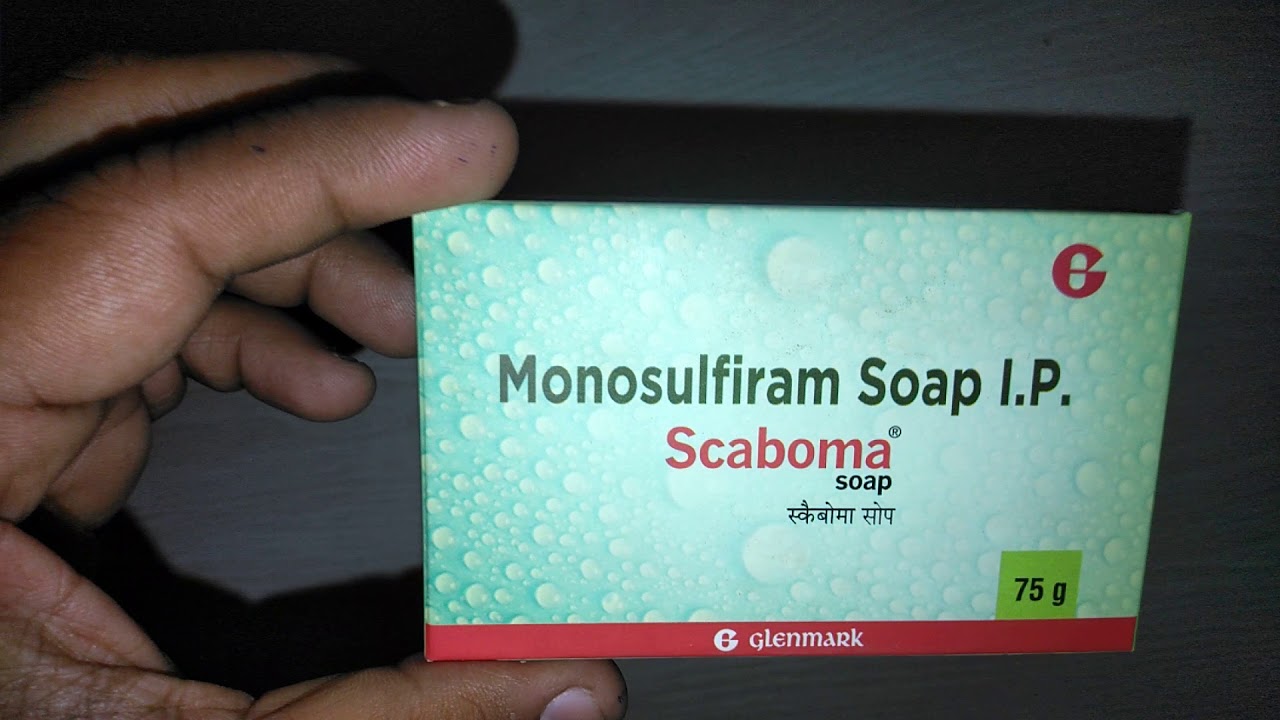 Monosulfiram Soap I.P.
Scaboma®
soap
स्कैबोमा सोप
75 g
glenmark